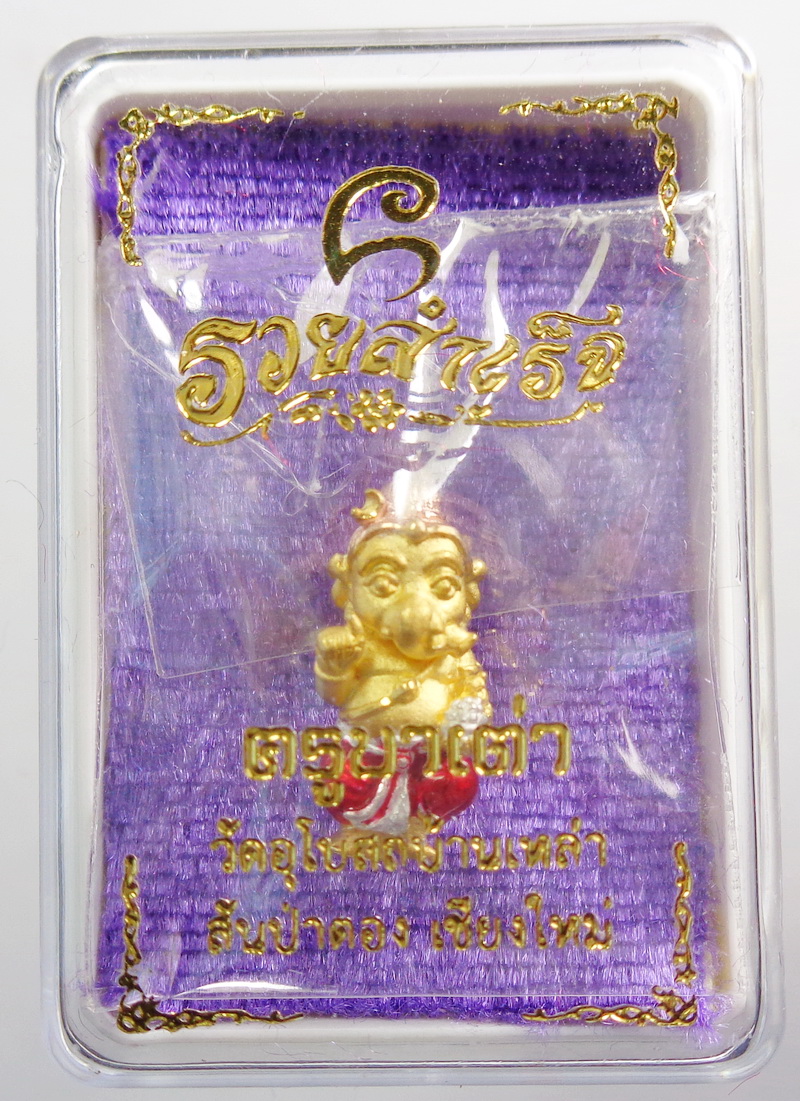 รวยสำเร็จ
ครูบาเต่า
วัดอุโบสถบ้านเหล่า
สันป่าตอง เชียงใหม่